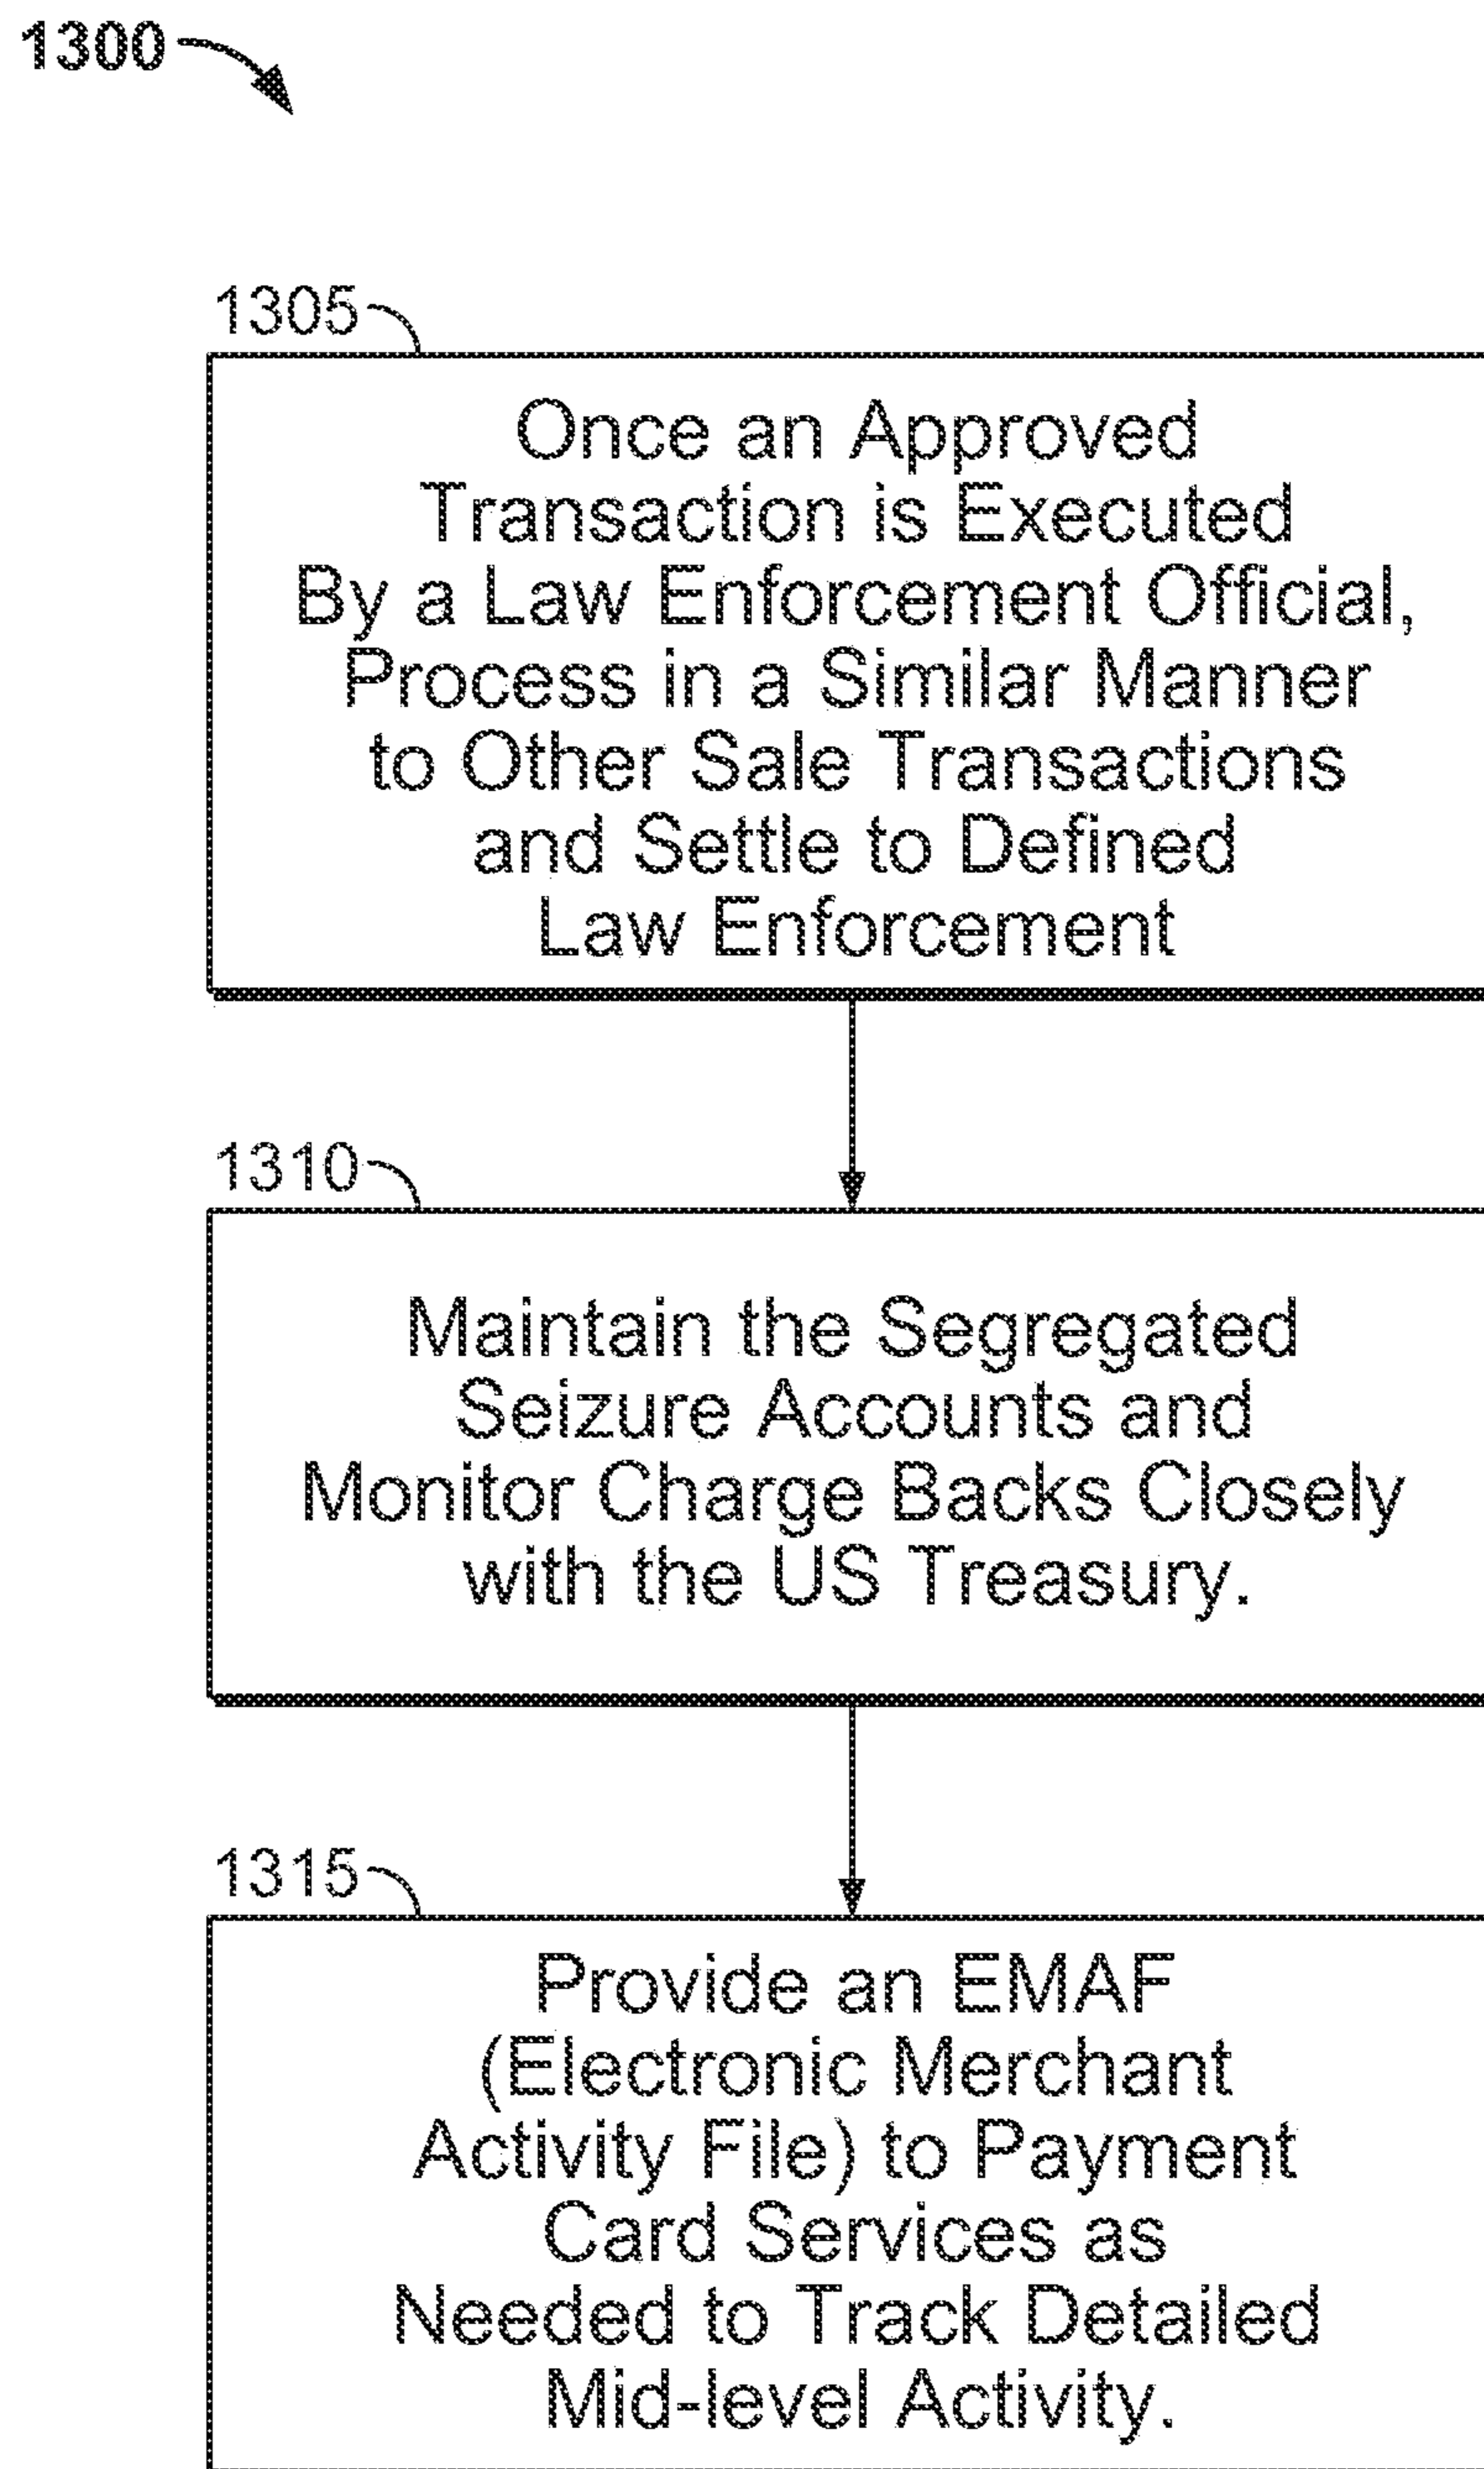 1300
1305
Once an Approved
Transaction is Executed
By a Law Enforcement Official,
Process in a Similar Manner
to Other Sale Transactions
and Settle to Defined
Law Enforcement
1310
Maintain the Segregated
Seizure Accounts and
Monitor Charge Backs Closely
with the US Treasury.
1315
Provide an EMAF
(Electronic Merchant
Activity File) to Payment
Card Services as
Needed to Track Detailed
Mid-level Activity.